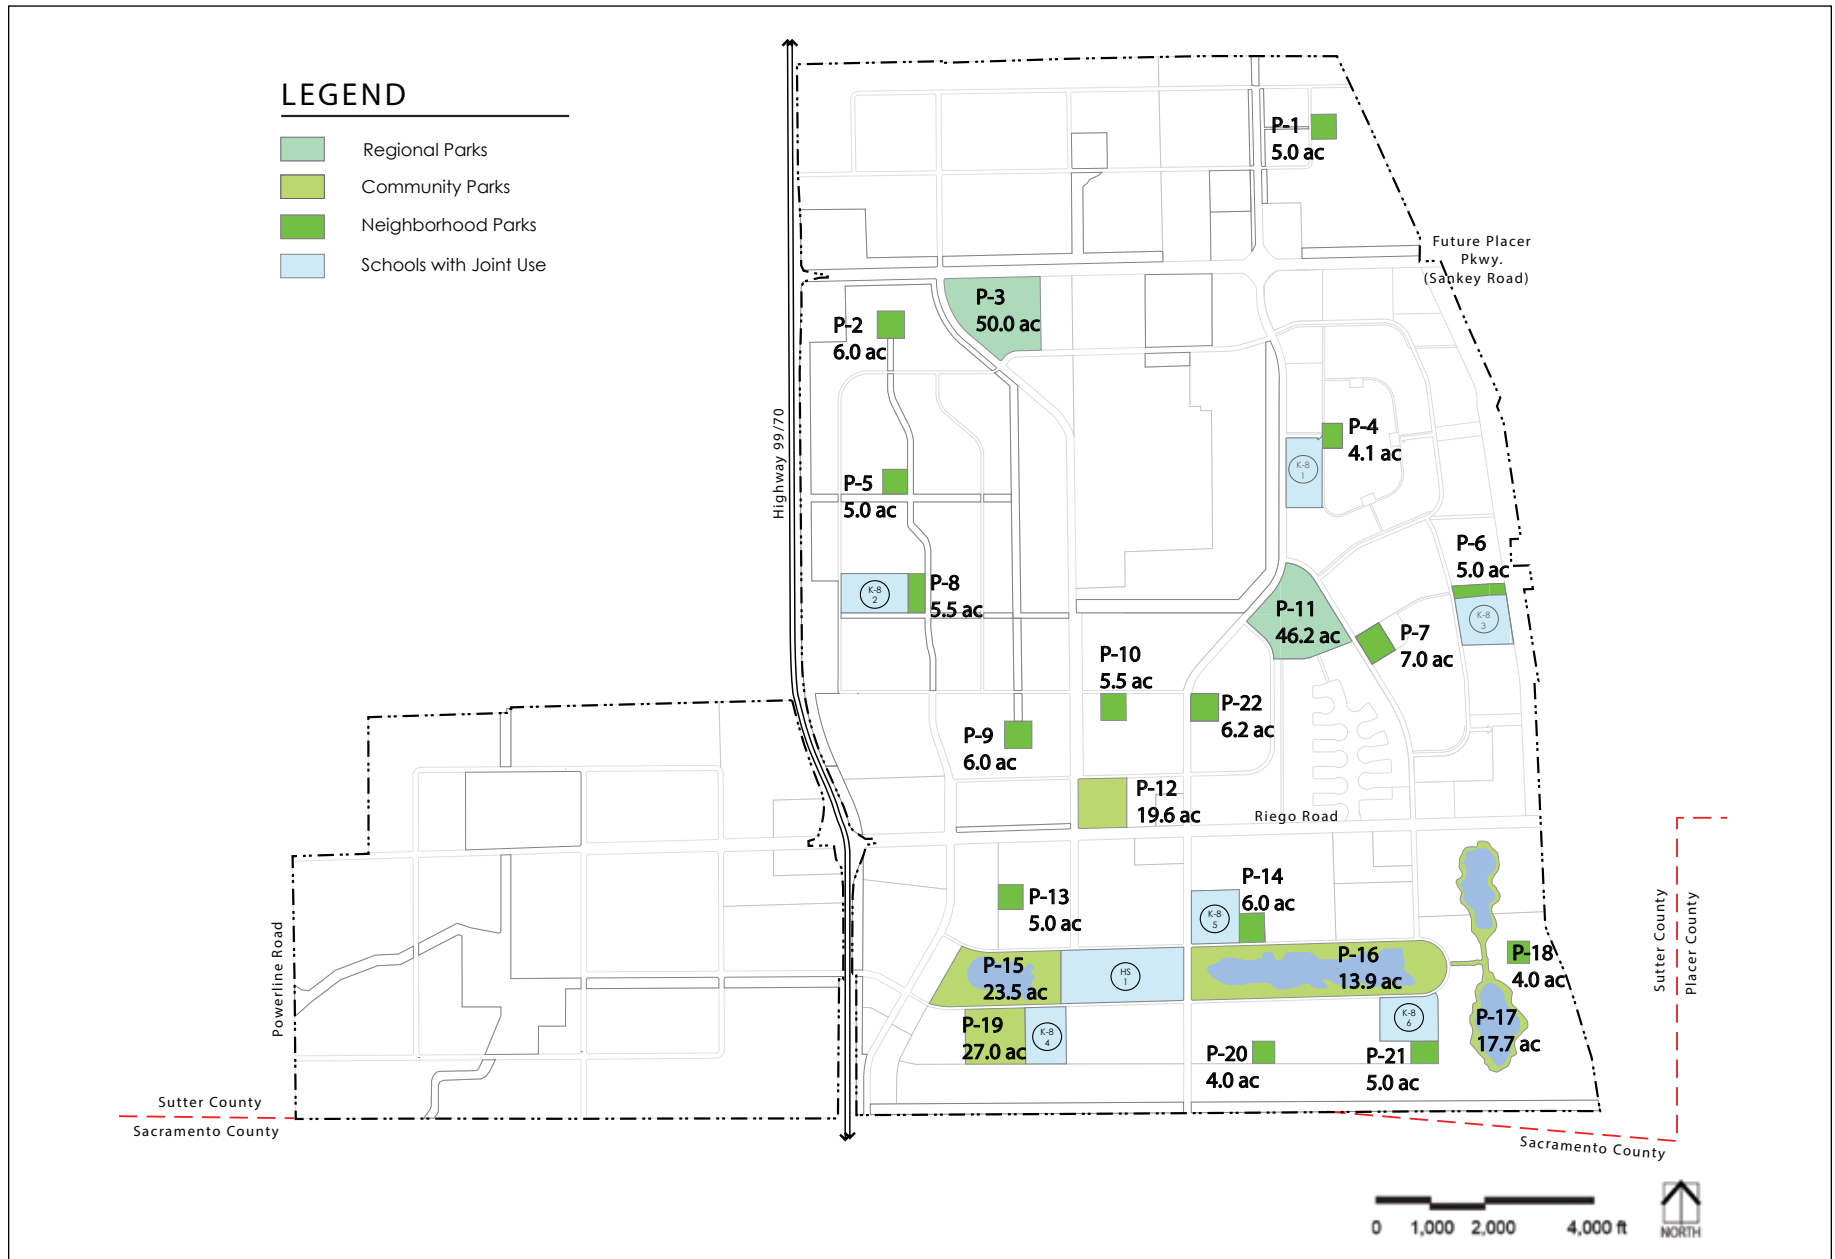 LEGEND
Regional Parks
Community Parks
Neighborhood Parks
Schools with Joint Use
P-1
5.0 ac
Future Placer
Pkwy.
(Sankey Road)
P-3
50.0 ac
P-2
6.0 ac
Highway 99/70
P-4
4.1 ac
K-8
1
P-5
5.0 ac
P-6
5.0 ac
K-8
3
K-8
2
P-8
5.5 ac
P-11
46.2 ac
P-7
7.0 ac
P-10
5.5 ac
P-22
6.2 ac
P-9
6.0 ac
P-12
19.6 ac
Riego Road
P-13
5.0 ac
P-14
6.0 ac
K-8
5
P-15
23.5 ac
HS
1
P-16
13.9 ac
P-18
4.0 ac
P-17
17.7 ac
P-19
27.0 ac
K-8
4
K-8
6
P-20
4.0 ac
P-21
5.0 ac
Powerline Road
Sutter County
Placer County
Sutter County
Sacramento County
Sacramento County
0 1,000 2,000 4,000 ft
NORTH